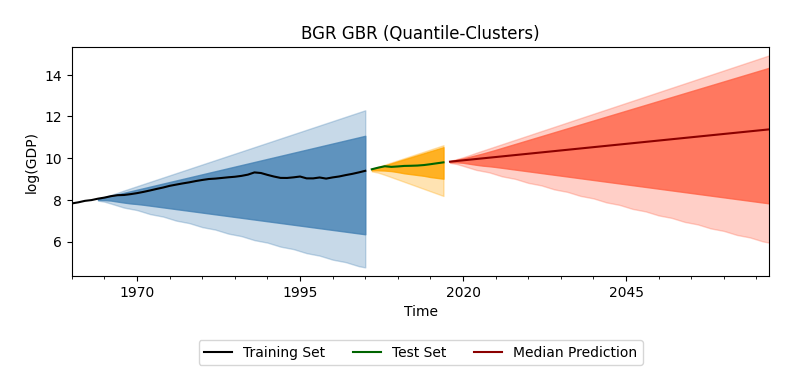 BGR GBR (Quantile-Clusters)
14
12
10
8
6
log(GDP)
1970 1995 2020 2045
Time
Training Set Test Set Median Prediction